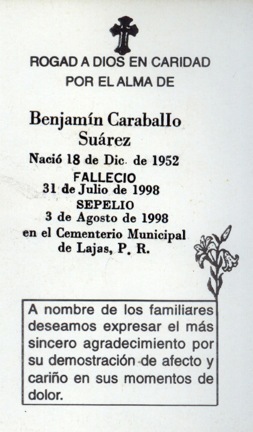 ROGAD A DIOS EN CARIDAD
POR EL ALMA DE
Benjamín Caraballo
Suárez
Nació 18 de Dic. de 1952
FALLECIO
31 de Julio de 1998
SEPELIO
3 de Agosto de 1998
en el Cementerio Municipal
de Lajas, P. R.
A nombre de los familiares
deseamos expresar el más
sincero agradecimiento por
su demostración de afecto y
cariño en sus momentos de
dolor.